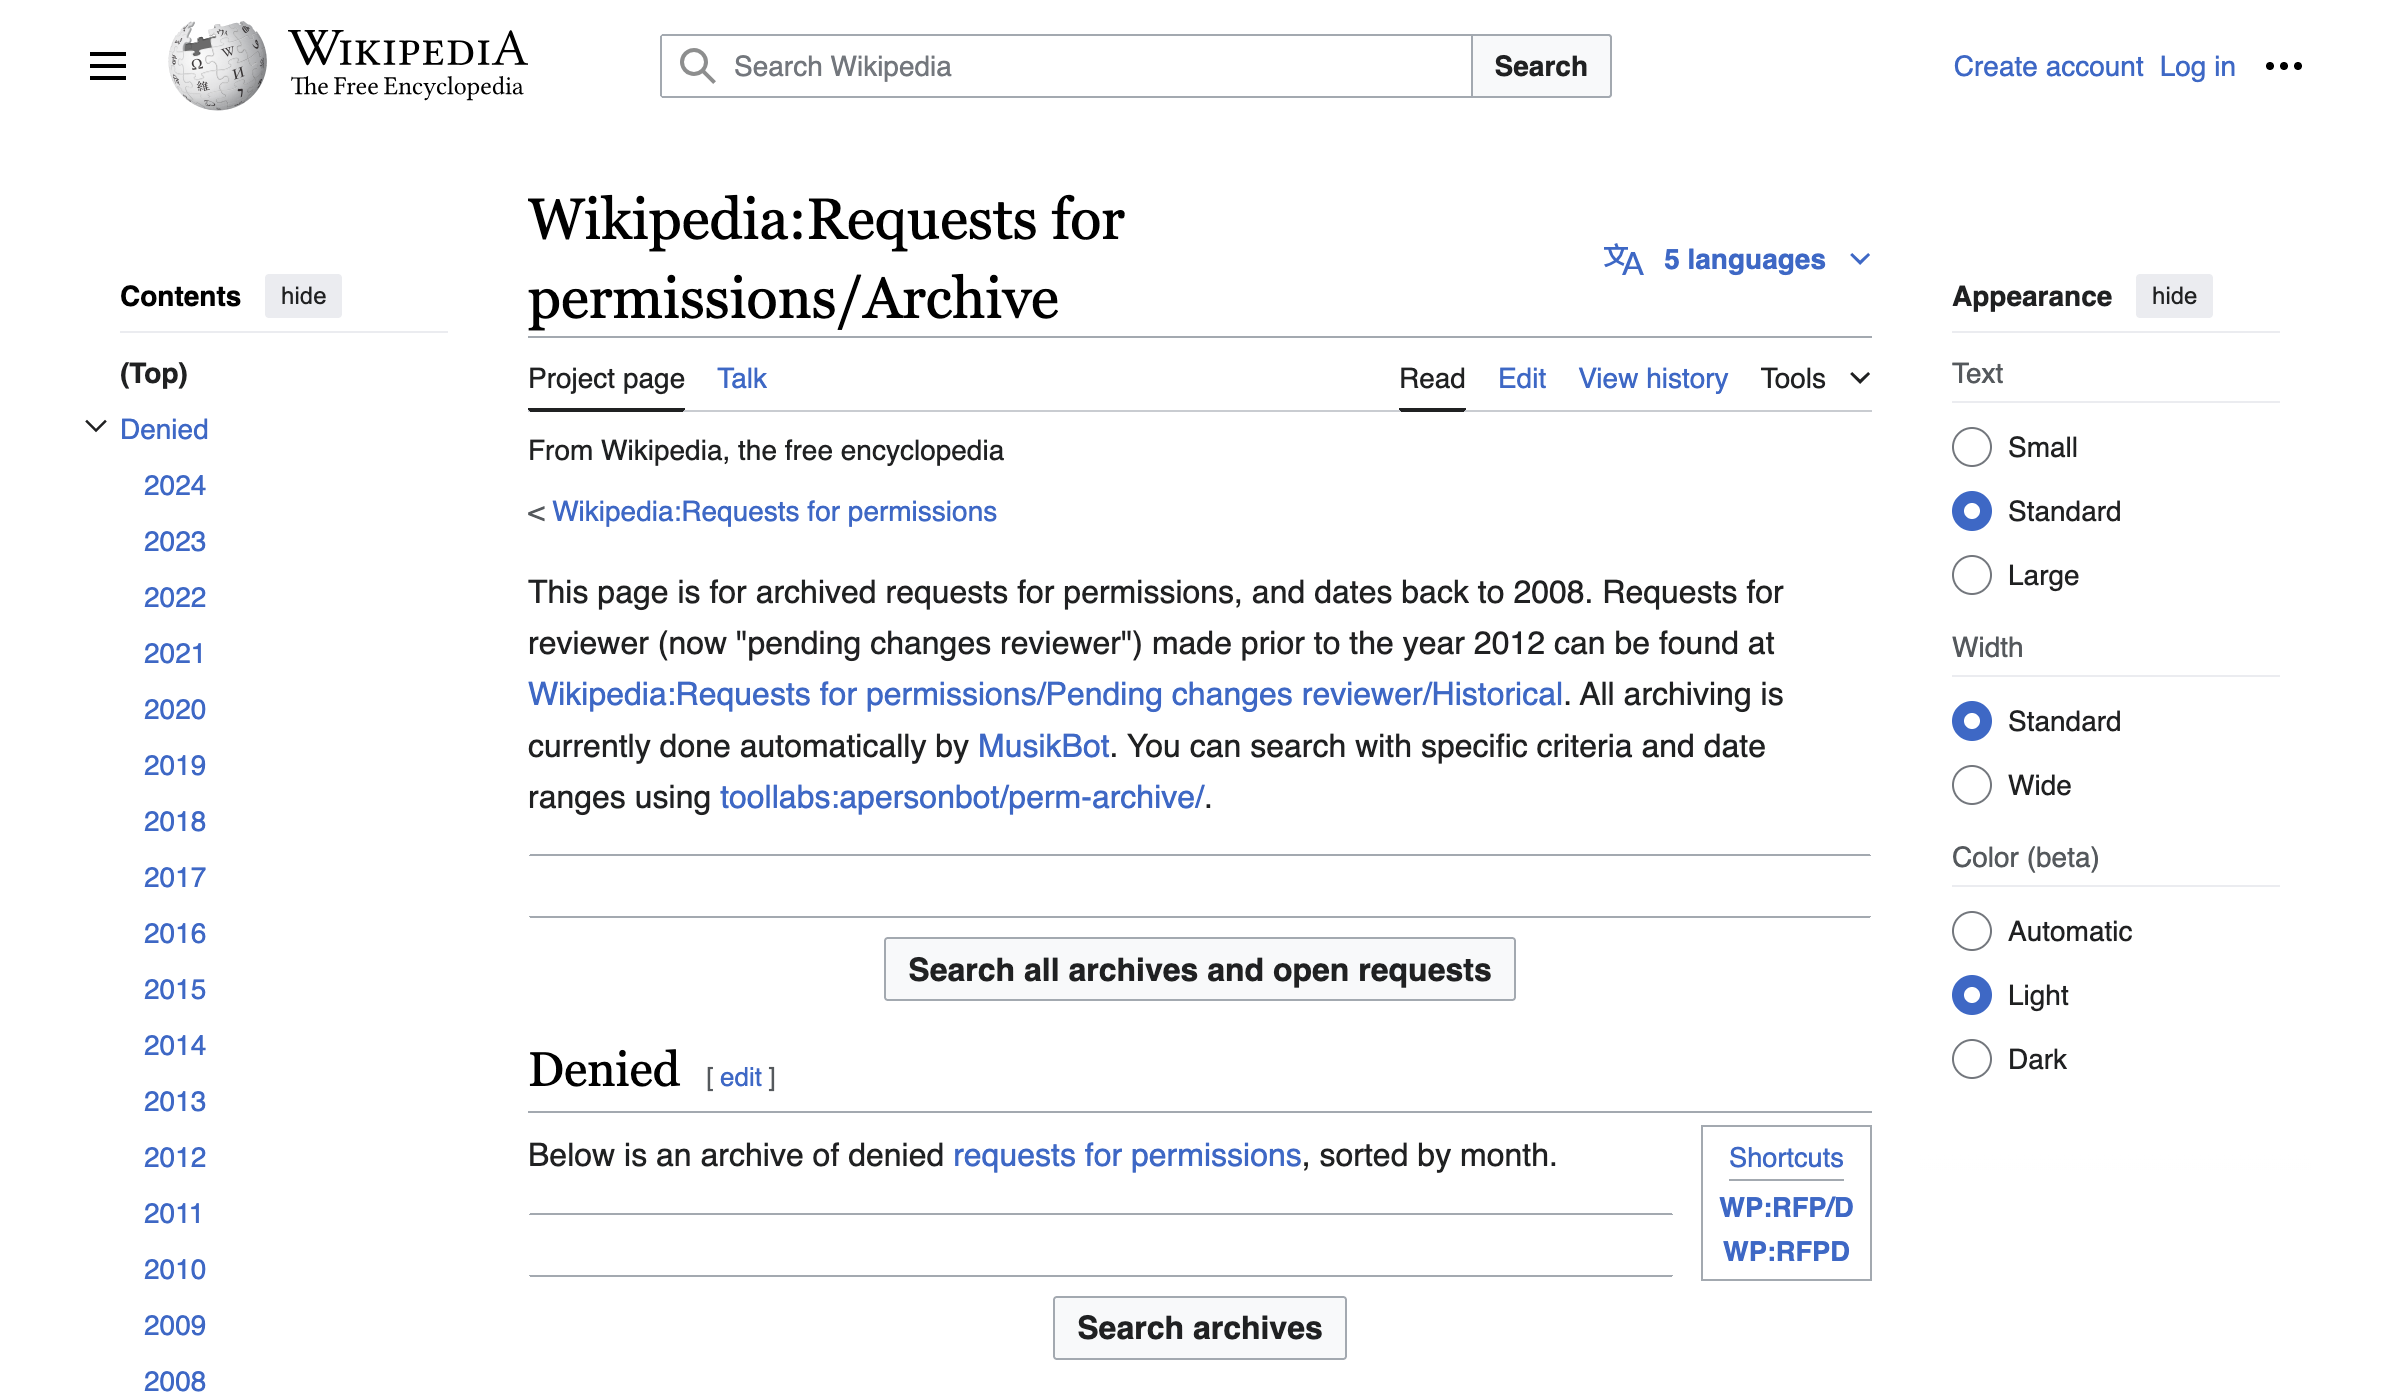 WIKIPEDIA
The Free Encyclopedia
Search Wikipedia
Search
Create account Log in
Contents hide
(Top)
Denied
2024
2023
2022
2021
2020
2019
2018
2017
2016
2015
2014
2013
2012
2011
2010
2009
2008
Wikipedia:Requests for
permissions/Archive
5 languages
Project page Talk
Read Edit View history Tools
From Wikipedia, the free encyclopedia
< Wikipedia:Requests for permissions
This page is for archived requests for permissions, and dates back to 2008. Requests for
reviewer (now "pending changes reviewer") made prior to the year 2012 can be found at
Wikipedia:Requests for permissions/Pending changes reviewer/Historical. All archiving is
currently done automatically by MusikBot. You can search with specific criteria and date
ranges using toollabs:apersonbot/perm-archive/.
Search all archives and open requests
Denied [ edit ]
Below is an archive of denied requests for permissions, sorted by month.
Shortcuts
WP:RFP/D
WP:RFPD
Search archives
Appearance hide
Text
Small
Standard
Large
Width
Standard
Wide
Color (beta)
Automatic
Light
Dark